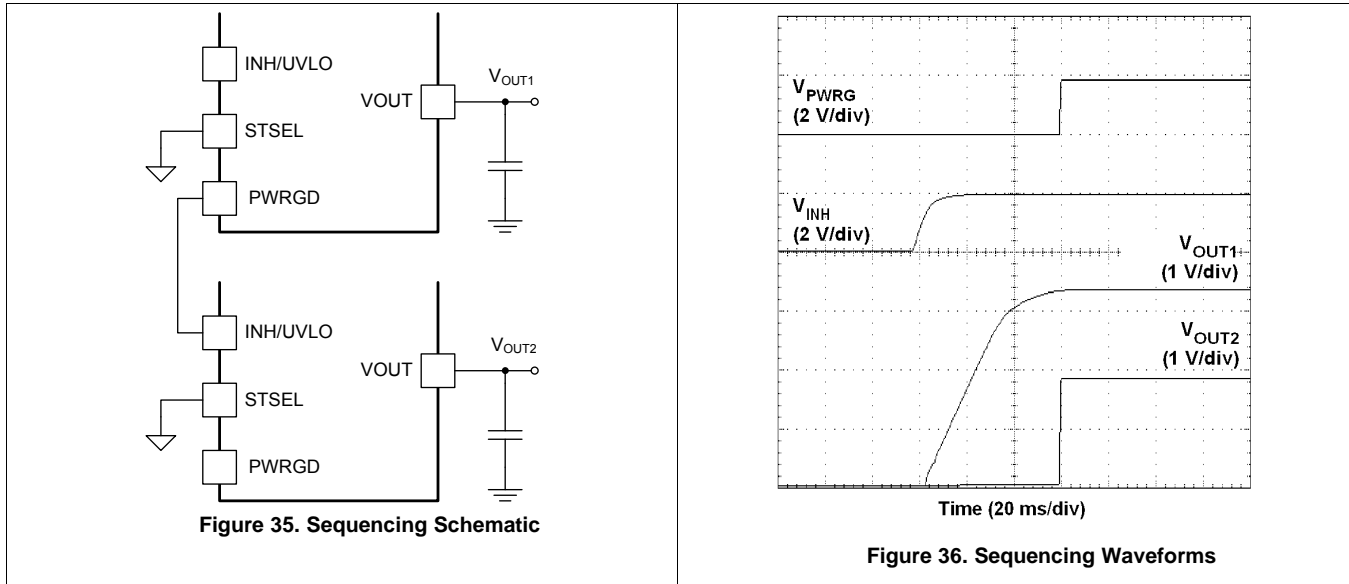 INH/UVLO
VOUT
VOUT1
STSEL
PWRGD
INH/UVLO
VOUT
VOUT2
STSEL
PWRGD
Figure 35. Sequencing Schematic
VPWRG
(2 V/div)
VINH
(2 V/div)
VOUT1
(1 V/div)
VOUT2
(1 V/div)
Time (20 ms/div)
Figure 36. Sequencing Waveforms